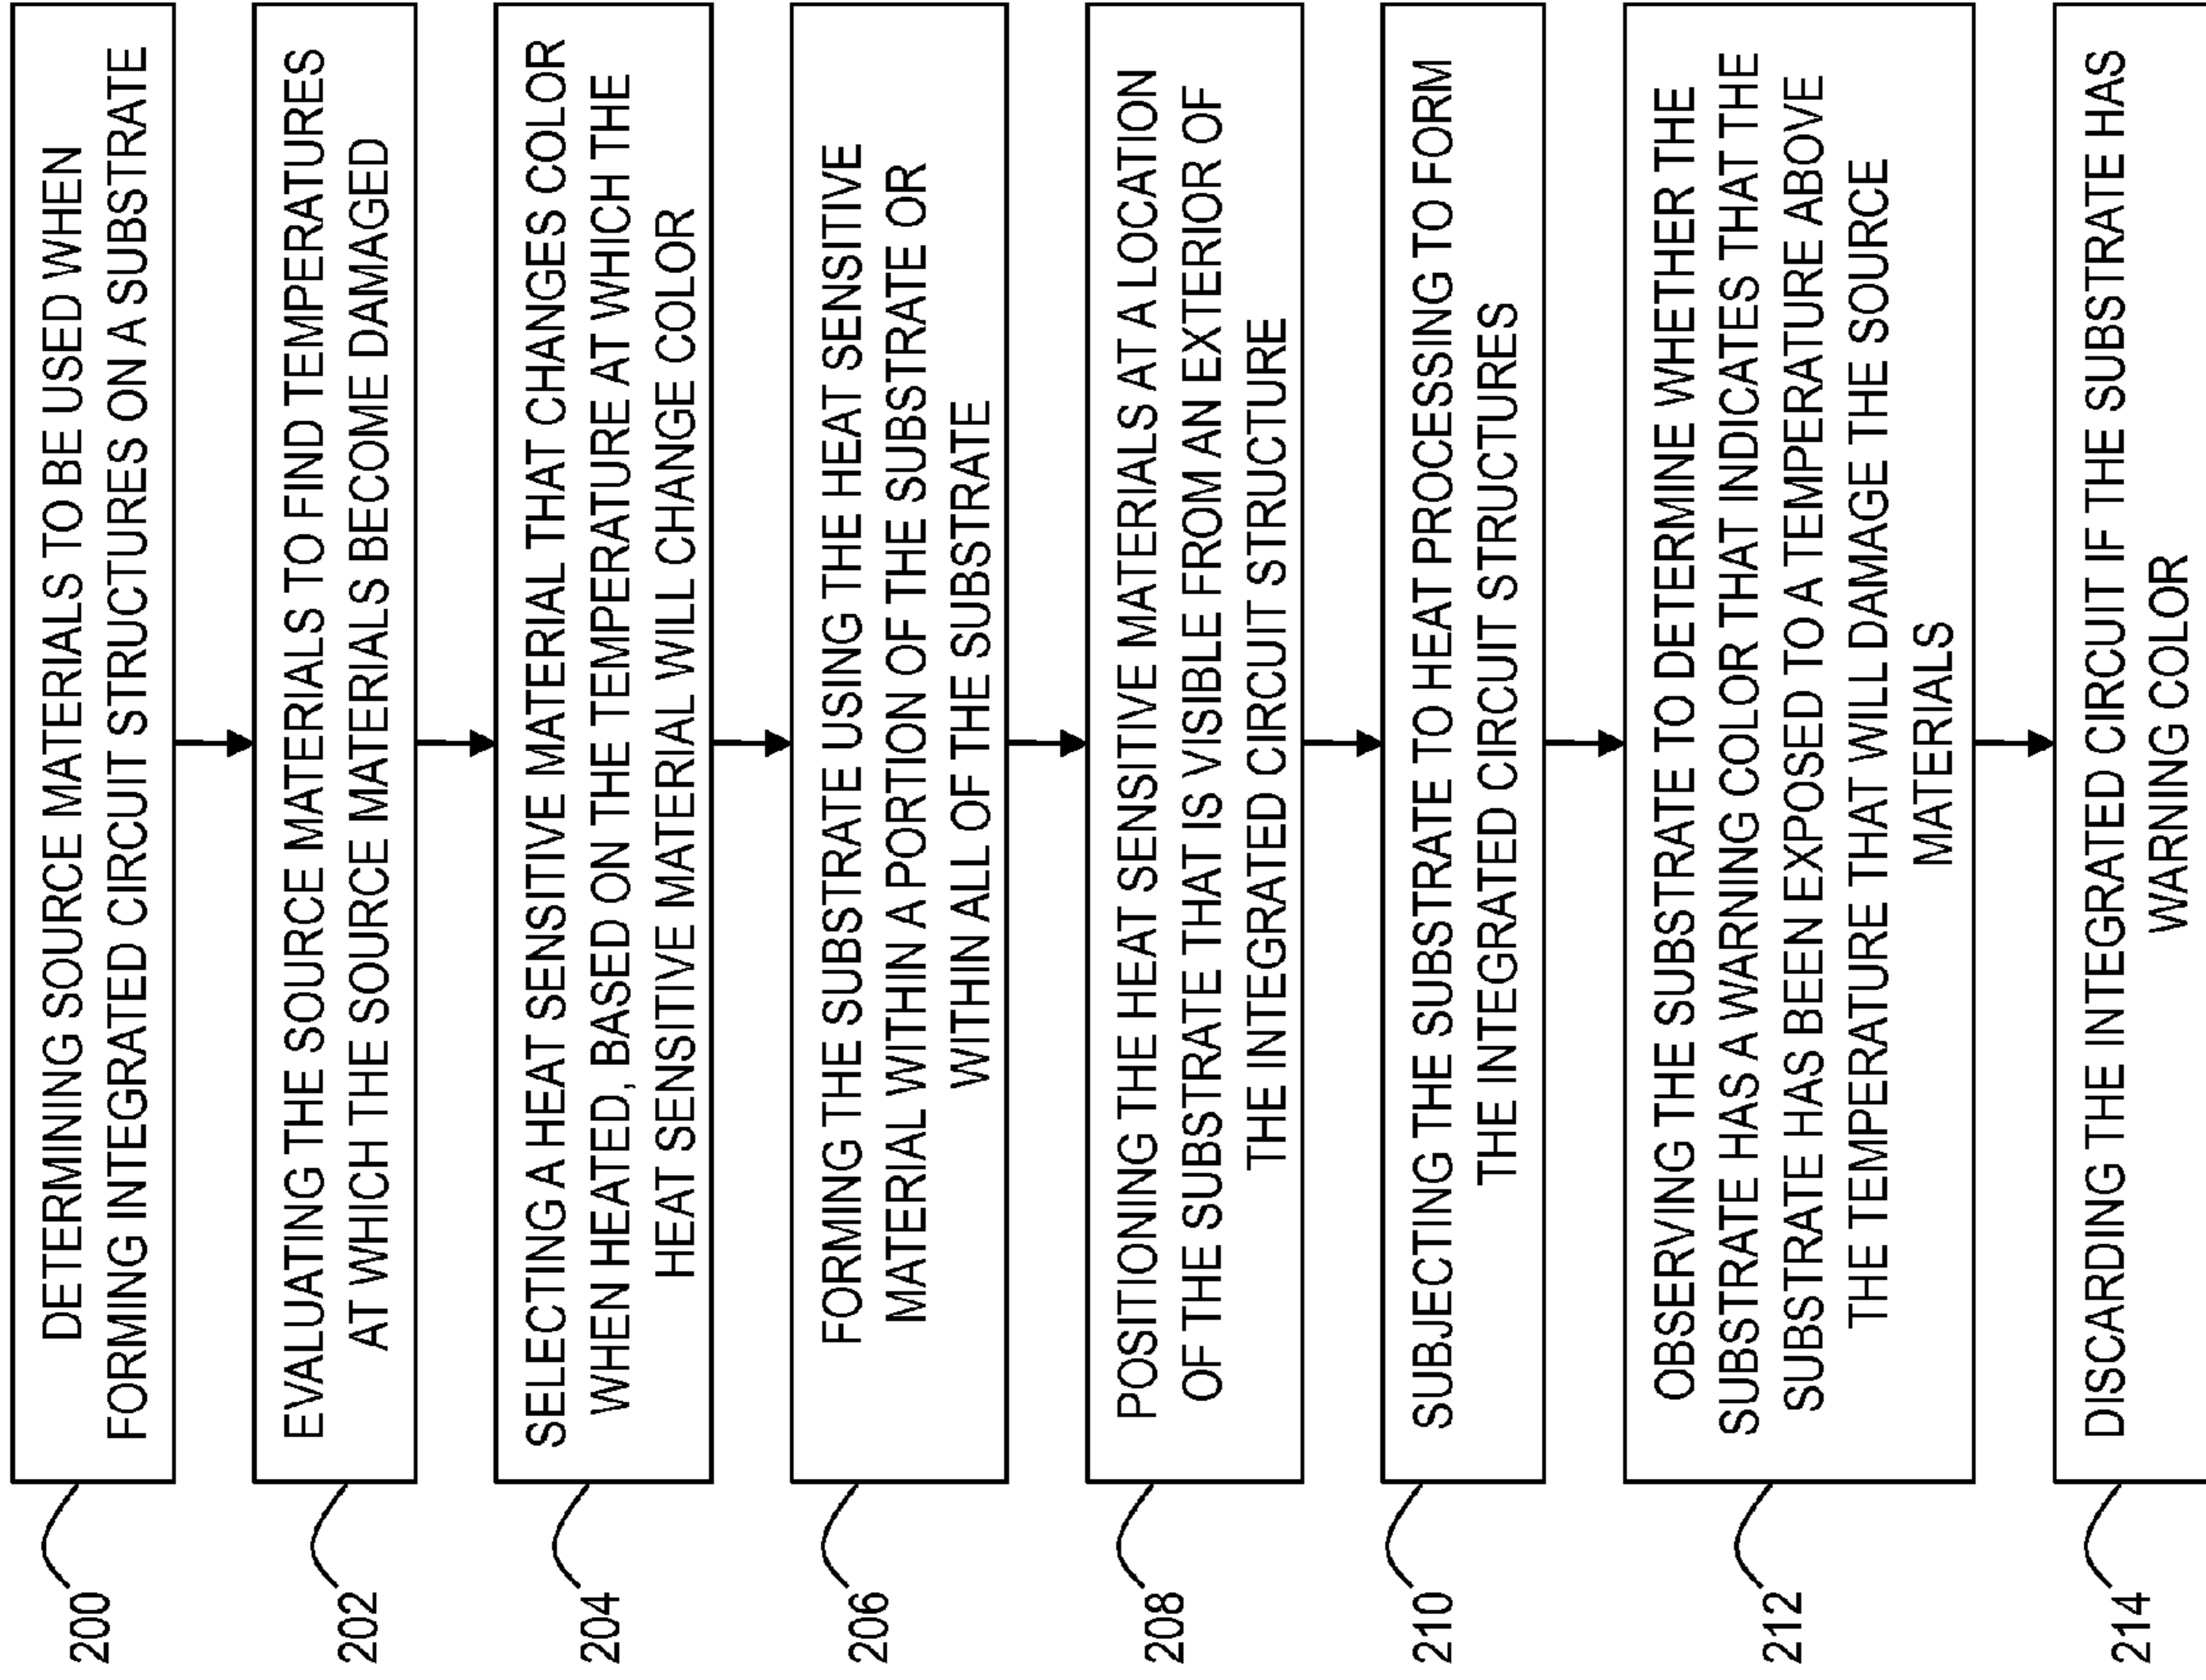 200
DETERMINING SOURCE MATERIALS TO BE USED WHEN
FORMING INTEGRATED CIRCUIT STRUCTURES ON A SUBSTRATE
202
EVALUATING THE SOURCE MATERIALS TO FIND TEMPERATURES
AT WHICH THE SOURCE MATERIALS BECOME DAMAGED
204
SELECTING A HEAT SENSITIVE MATERIAL THAT CHANGES COLOR
WHEN HEATED, BASED ON THE TEMPERATURE AT WHICH THE
HEAT SENSITIVE MATERIAL WILL CHANGE COLOR
206
FORMING THE SUBSTRATE USING THE HEAT SENSITIVE
MATERIAL WITHIN A PORTION OF THE SUBSTRATE OR
WITHIN ALL OF THE SUBSTRATE
208
POSITIONING THE HEAT SENSITIVE MATERIALS AT A LOCATION
OF THE SUBSTRATE THAT IS VISIBLE FROM AN EXTERIOR OF
THE INTEGRATED CIRCUIT STRUCTURE
210
SUBJECTING THE SUBSTRATE TO HEAT PROCESSING TO FORM
THE INTEGRATED CIRCUIT STRUCTURES
212
OBSERVING THE SUBSTRATE TO DETERMINE WHETHER THE
SUBSTRATE HAS A WARNING COLOR THAT INDICATES THAT THE
SUBSTRATE HAS BEEN EXPOSED TO A TEMPERATURE ABOVE
THE TEMPERATURE THAT WILL DAMAGE THE SOURCE
MATERIALS
214
DISCARDING THE INTEGRATED CIRCUIT IF THE SUBSTRATE HAS
WARNING COLOR